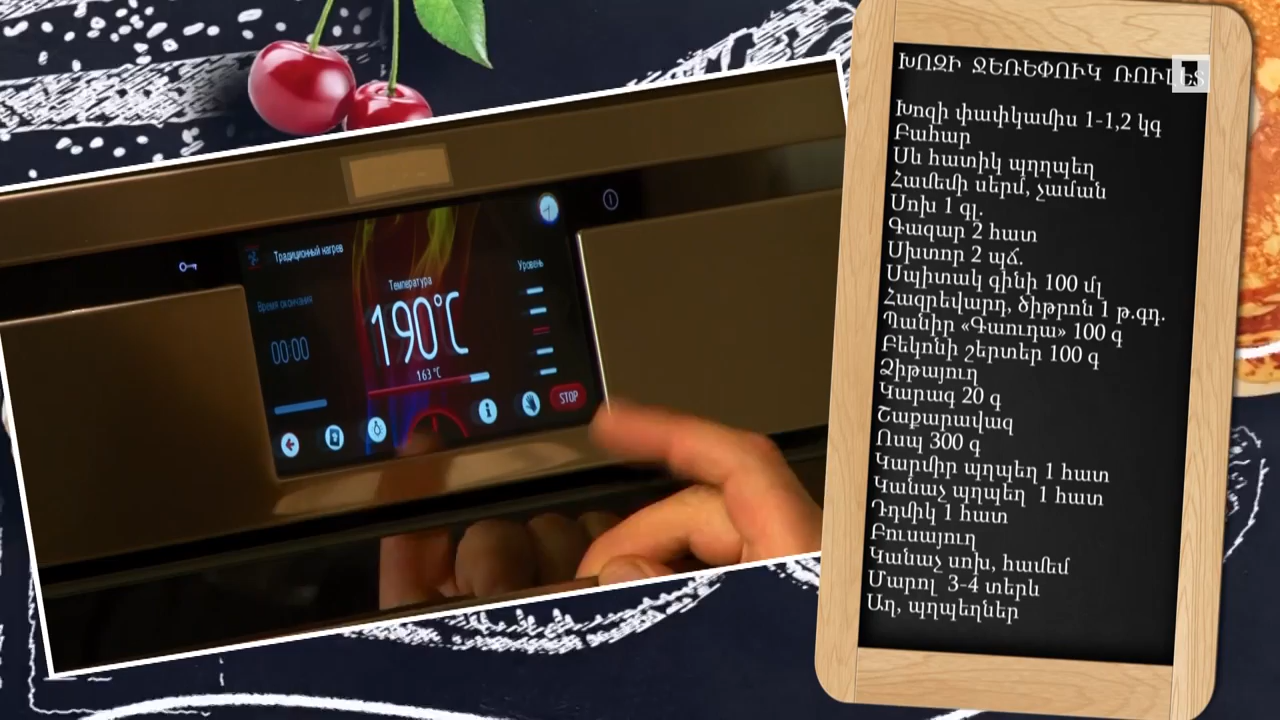 Традиционный нагрев
Время окончания
00:00
Температура
190°C
163 °C
Уровень
STOP
ԽՈԶԻ ՋԵՌԵՓՈՒԿ ՌՈՒԼԵՏ
Խոզի փափկամիս 1-1,2 կգ
Բահար
Սև հատիկ պղպեղ
Համեմի սերմ, չաման
Սոխ 1 գլ.
Գազար 2 հատ
Սխտոր 2 պճ.
Սպիտակ գինի 100 մլ
Հազրեվարդ, ծիթրոն 1 թ.գդ.
Պանիր «Գաուդա» 100 գ
Բեկոնի շերտեր 100 գ
Ձիթայուղ
Կարագ 20 գ
Շաքարավազ
Ոսպ 300 գ
Կարմիր պղպեղ 1 հատ
Կանաչ պղպեղ 1 հատ
Դդմիկ 1 հատ
Բուսայուղ
Կանաչ սոխ, համեմ
Մարոլ 3-4 տերև
Աղ, պղպեղներ